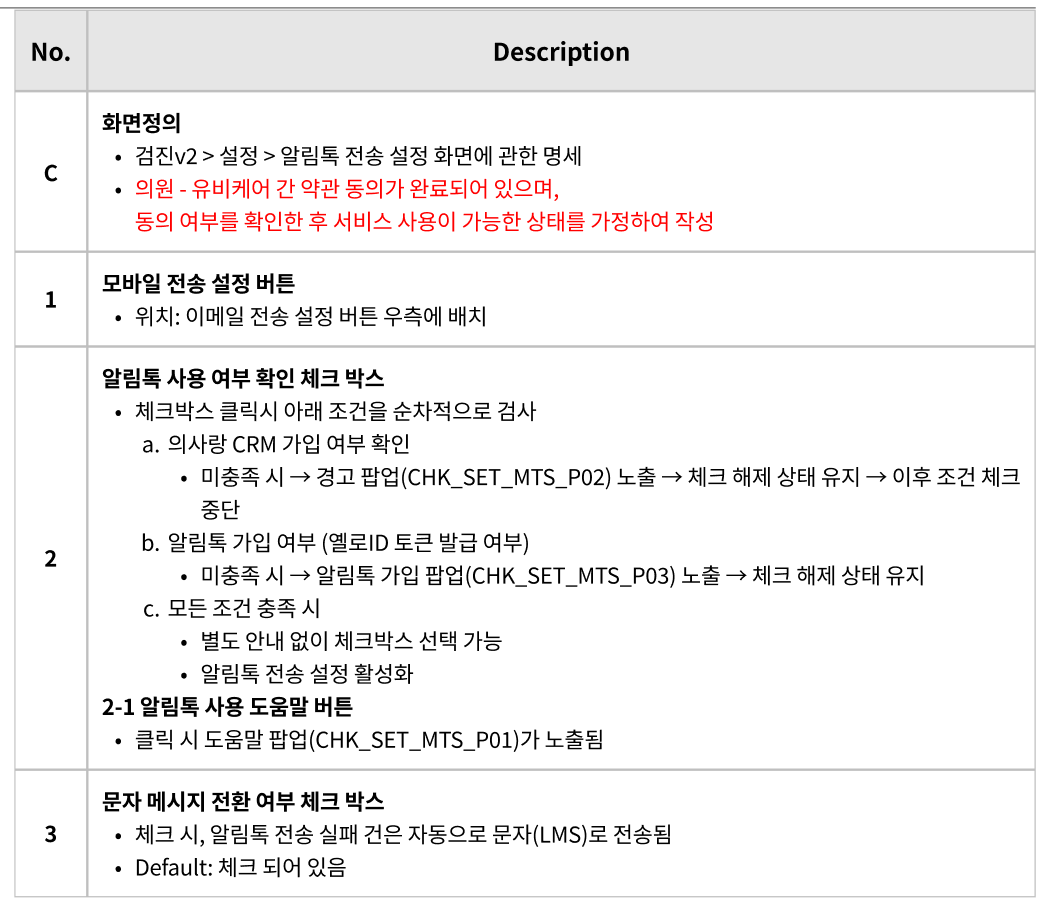 No.
Description
C
화면정의
• 검진v2 > 설정 > 알림톡 전송 설정 화면에 관한 명세
• 의원 - 유비케어 간 약관 동의가 완료되어 있으며,
동의 여부를 확인한 후 서비스 사용이 가능한 상태를 가정하여 작성
1
모바일 전송 설정 버튼
• 위치: 이메일 전송 설정 버튼 우측에 배치
2
알림톡 사용 여부 확인 체크 박스
• 체크박스 클릭시 아래 조건을 순차적으로 검사
a. 의사랑 CRM 가입 여부 확인
• 미충족 시 → 경고 팝업(CHK_SET_MTS_P02) 노출 → 체크 해제 상태 유지 → 이후 조건 체크
중단
b. 알림톡 가입 여부 (옐로ID 토큰 발급 여부)
• 미충족 시 → 알림톡 가입 팝업(CHK_SET_MTS_P03) 노출 → 체크 해제 상태 유지
c. 모든 조건 충족 시
• 별도 안내 없이 체크박스 선택 가능
• 알림톡 전송 설정 활성화
2-1 알림톡 사용 도움말 버튼
• 클릭 시 도움말 팝업(CHK_SET_MTS_P01)가 노출됨
3
문자 메시지 전환 여부 체크 박스
• 체크 시, 알림톡 전송 실패 건은 자동으로 문자(LMS)로 전송됨
• Default: 체크 되어 있음